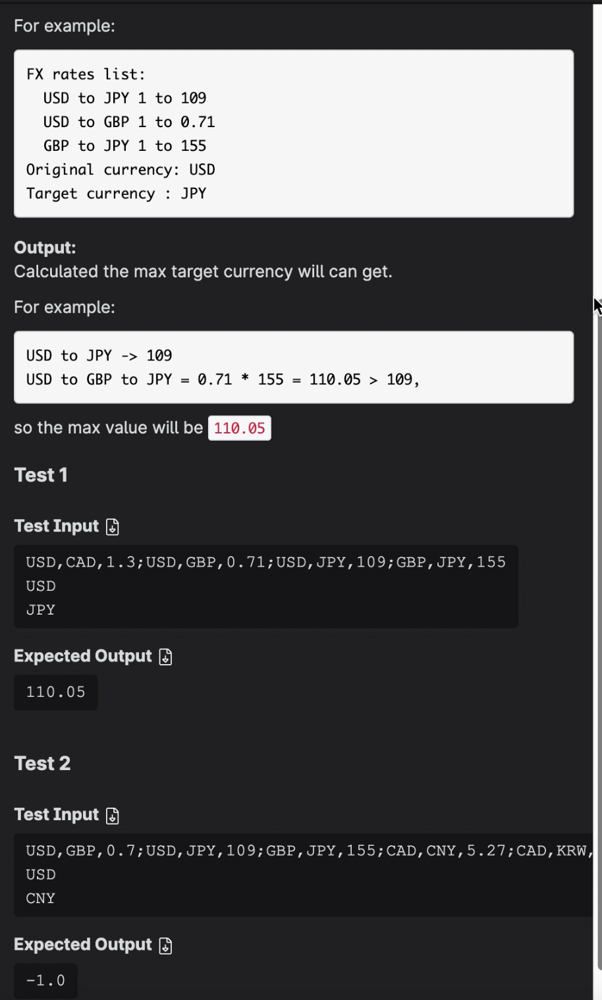 For example:
FX rates list:
USD to JPY 1 to 109
USD to GBP 1 to 0.71
GBP to JPY 1 to 155
Original currency: USD
Target currency : JPY
Output:
Calculated the max target currency will can get.
For example:
USD to JPY -> 109
USD to GBP to JPY = 0.71 * 155 = 110.05 > 109,
so the max value will be 110.05
Test 1
Test Input
USD,CAD,1.3;USD,GBP,0.71;USD,JPY,109;GBP,JPY,155
USD
JPY
Expected Output
110.05
Test 2
Test Input
USD,GBP,0.7;USD,JPY,109;GBP,JPY,155;CAD,CNY,5.27;CAD,KRW,
USD
CNY
Expected Output
-1.0